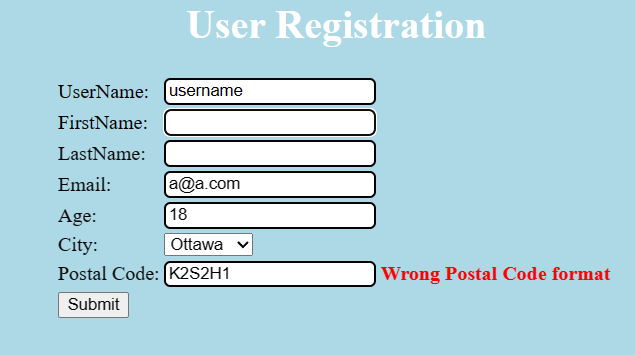 User Registration
UserName: username
FirstName:
LastName:
Email: a@a.com
Age: 18
City: Ottawa
Postal Code: K2S2H1 Wrong Postal Code format
Submit